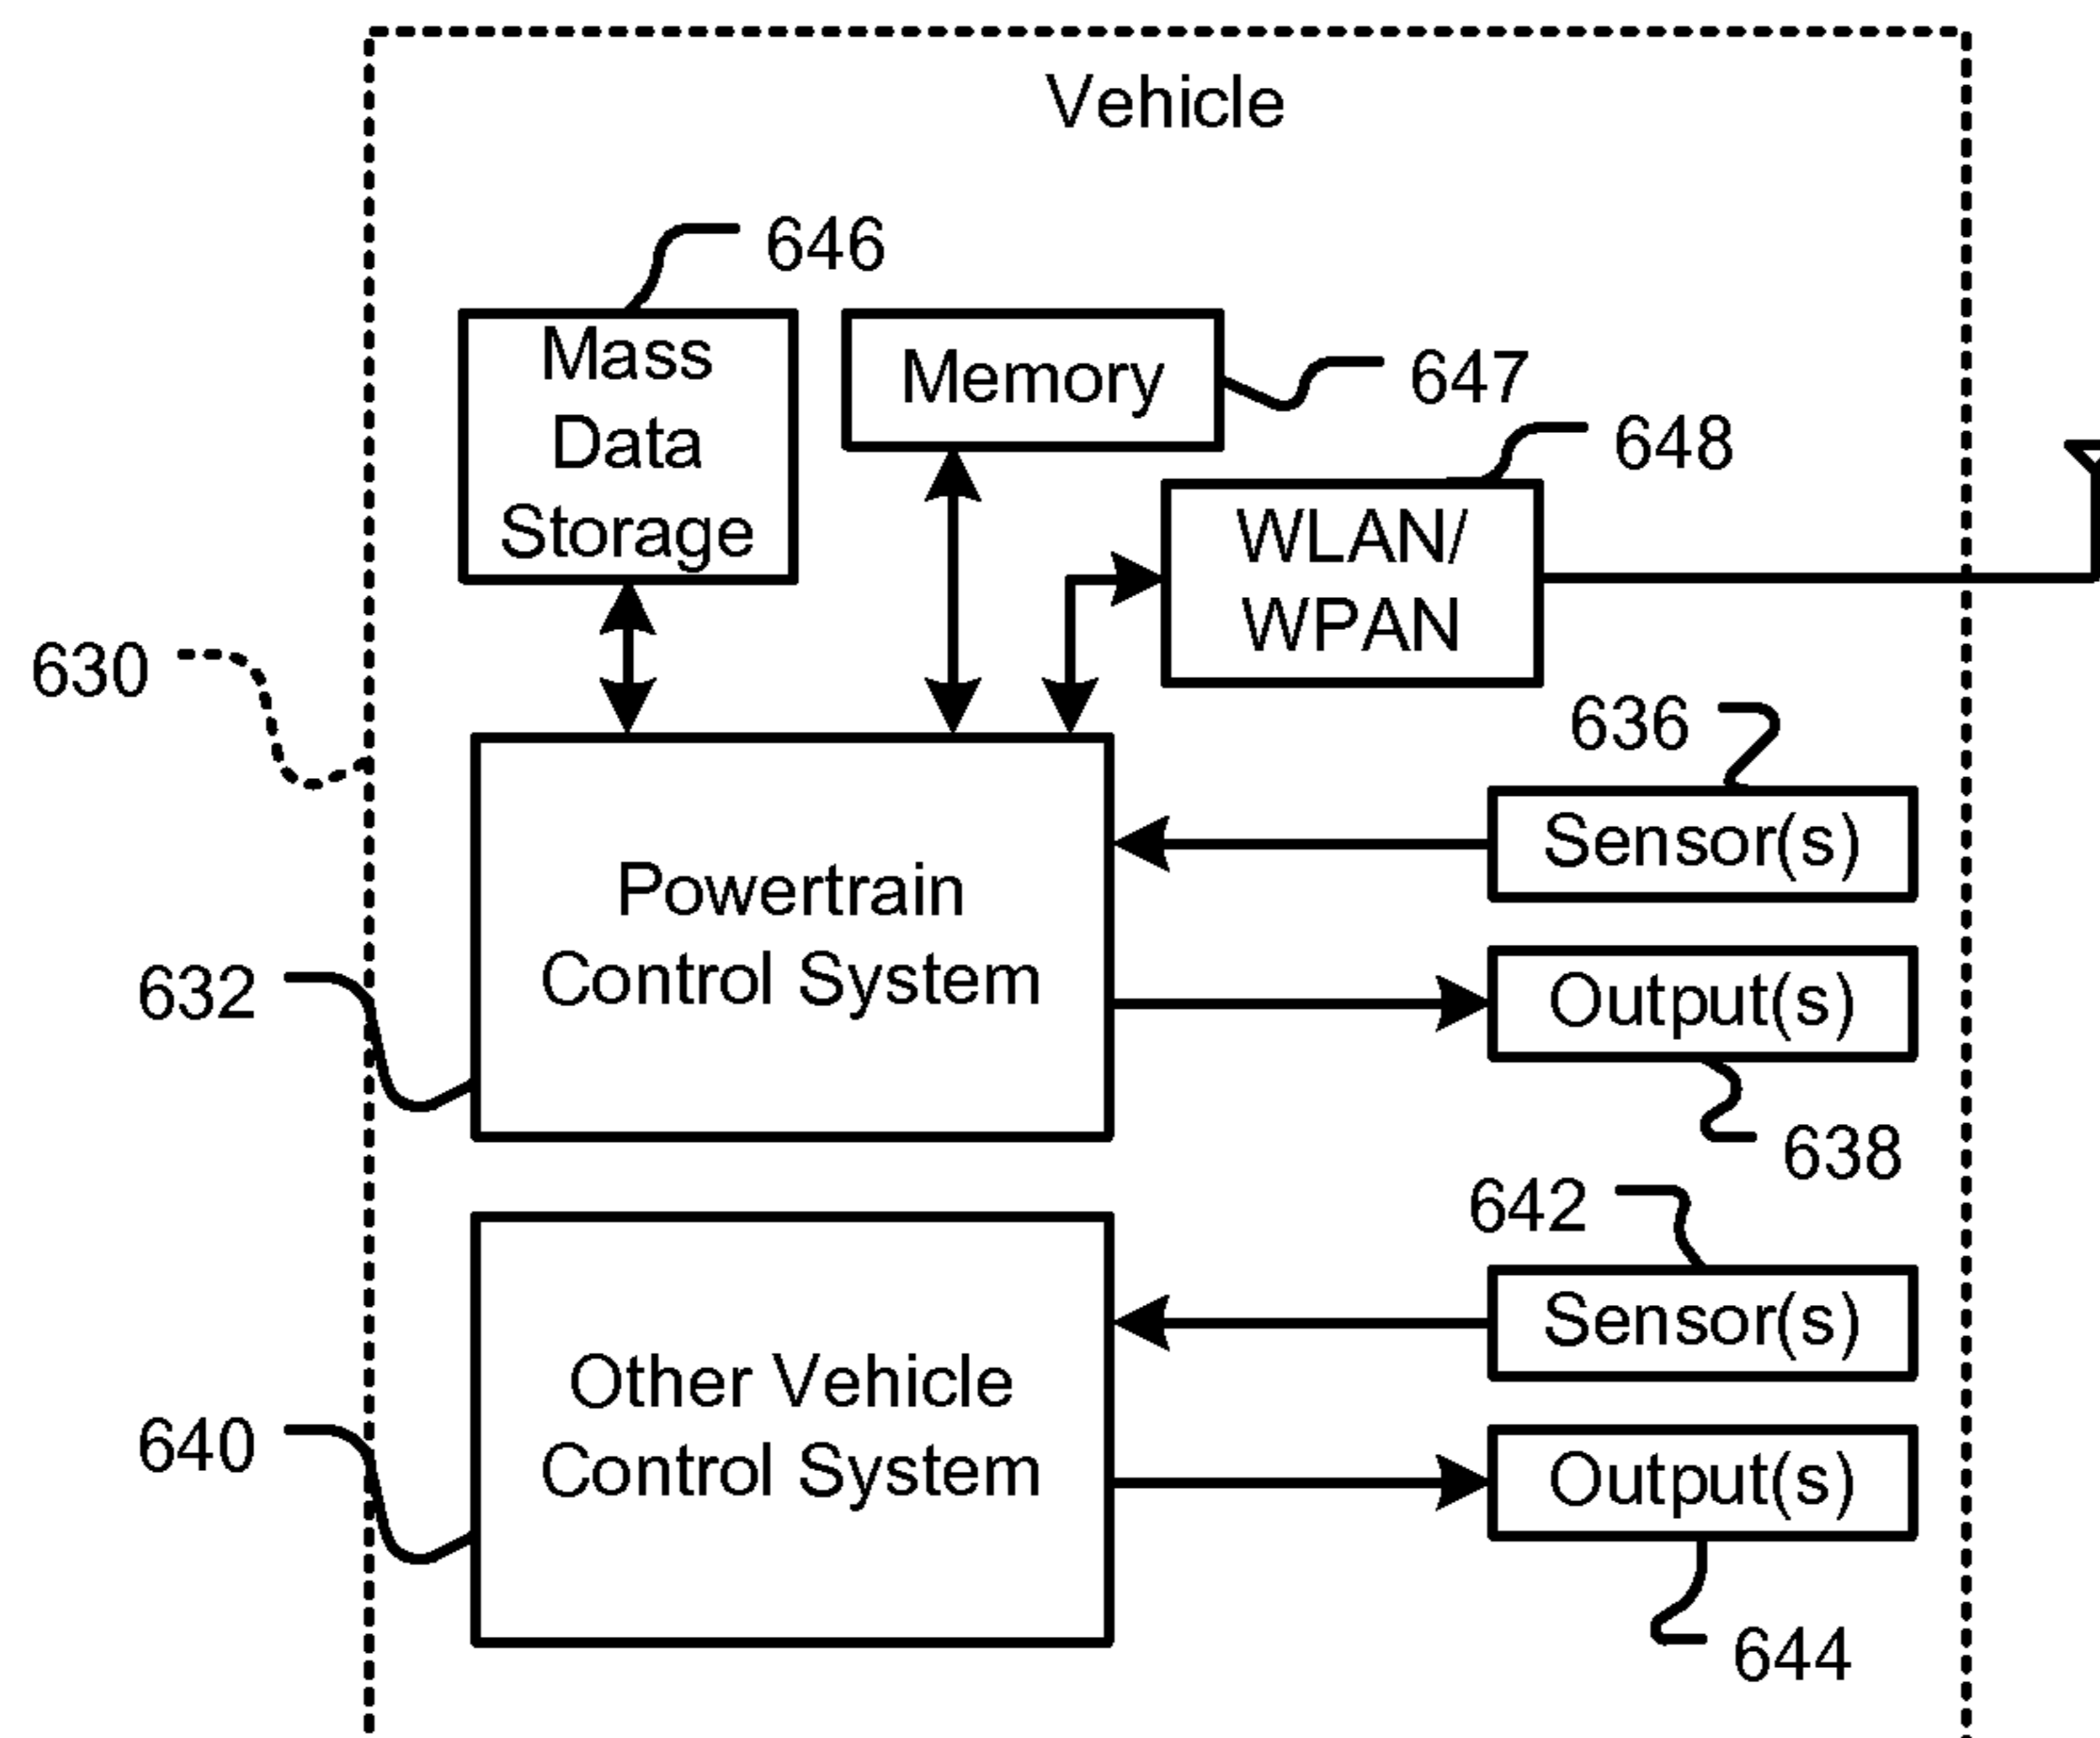 Vehicle
646
Mass
Data
Storage
Memory
647
648
WLAN/
WPAN
630
636
Sensor(s)
Powertrain
Control System
632
Output(s)
638
642
Sensor(s)
Other Vehicle
Control System
640
Output(s)
644